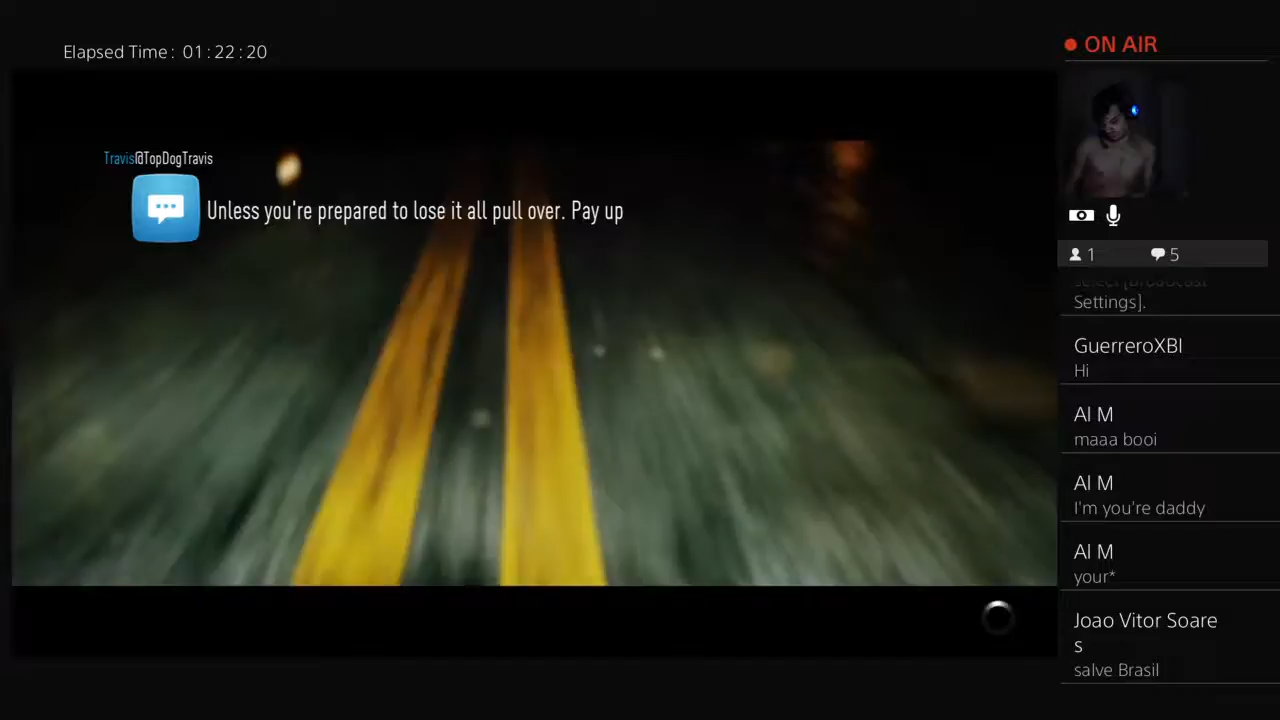 Elapsed Time: 01:22:20
ON AIR
Travis@TopDogTravis
Unless you're prepared to lose it all pull over. Pay up
1 5
select [Broadcast
Settings].
GuerreroXBI
Hi
Al M
maaa booi
Al M
I'm you're daddy
Al M
your*
Joao Vitor Soare
s
salve Brasil